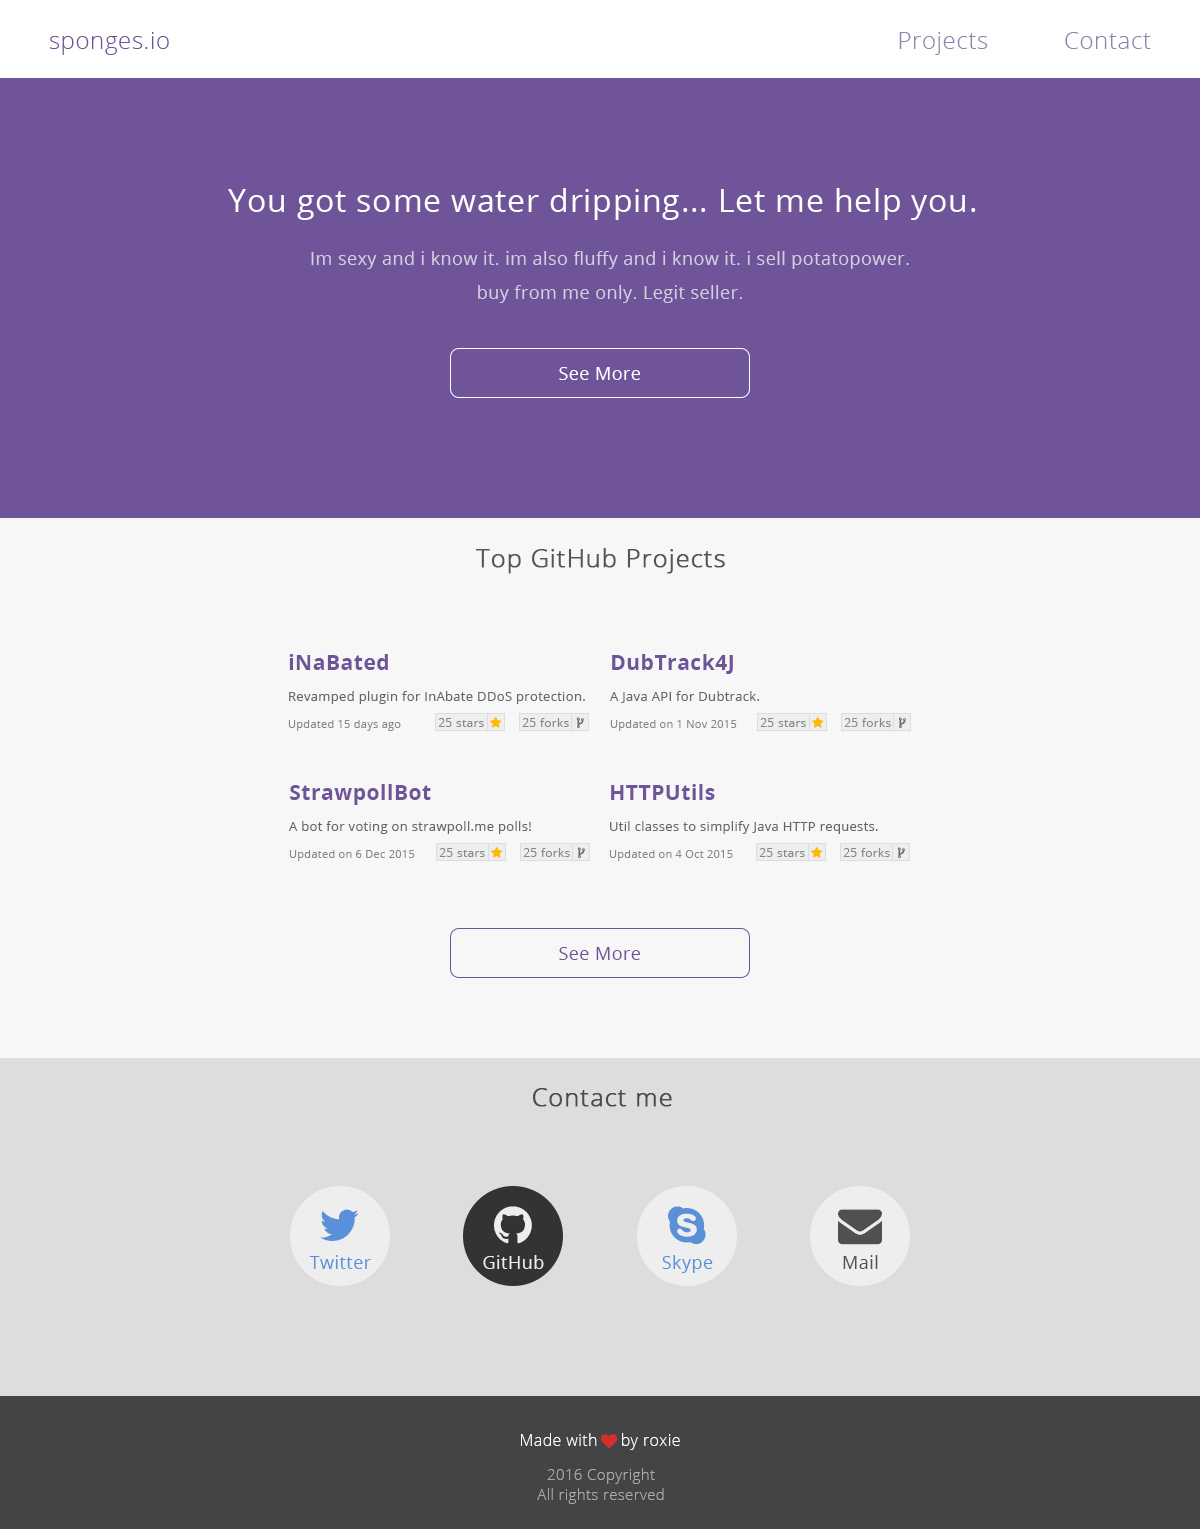 sponges.io
Projects
Contact
You got some water dripping... Let me help you.
Im sexy and i know it. im also fluffy and i know it. i sell potatopower.
buy from me only. Legit seller.
See More
Top GitHub Projects
iNaBated
Revamped plugin for InAbate DDoS protection.
Updated 15 days ago
25 stars
25 forks
DubTrack4J
A Java API for Dubtrack.
Updated on 1 Nov 2015
25 stars
25 forks
StrawpollBot
A bot for voting on strawpoll.me polls!
Updated on 6 Dec 2015
25 stars
25 forks
HTTPUtils
Util classes to simplify Java HTTP requests.
Updated on 4 Oct 2015
25 stars
25 forks
See More
Contact me
Twitter
GitHub
Skype
Mail
Made with by roxie
2016 Copyright
All rights reserved